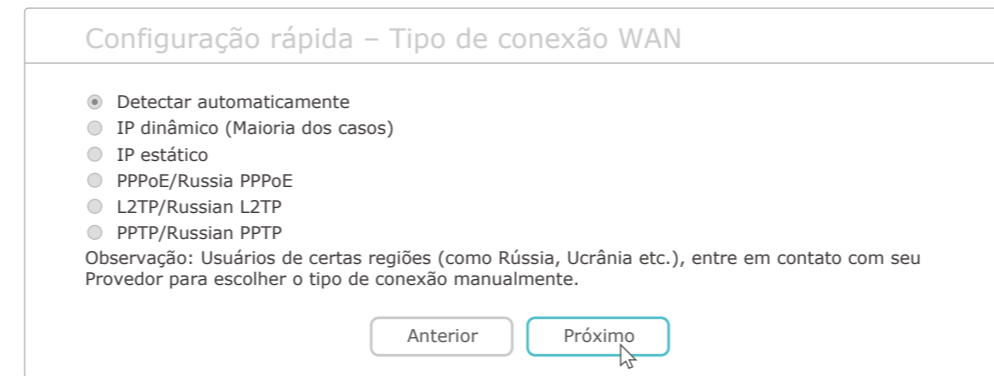 Configuração rápida – Tipo de conexão WAN
Detectar automaticamente
IP dinâmico (Maioria dos casos)
IP estático
PPPoE/Russia PPPoE
L2TP/Russian L2TP
PPTP/Russian PPTP
Observação: Usuários de certas regiões (como Rússia, Ucrânia etc.), entre em contato com seu
Provedor para escolher o tipo de conexão manualmente.
Anterior Próximo